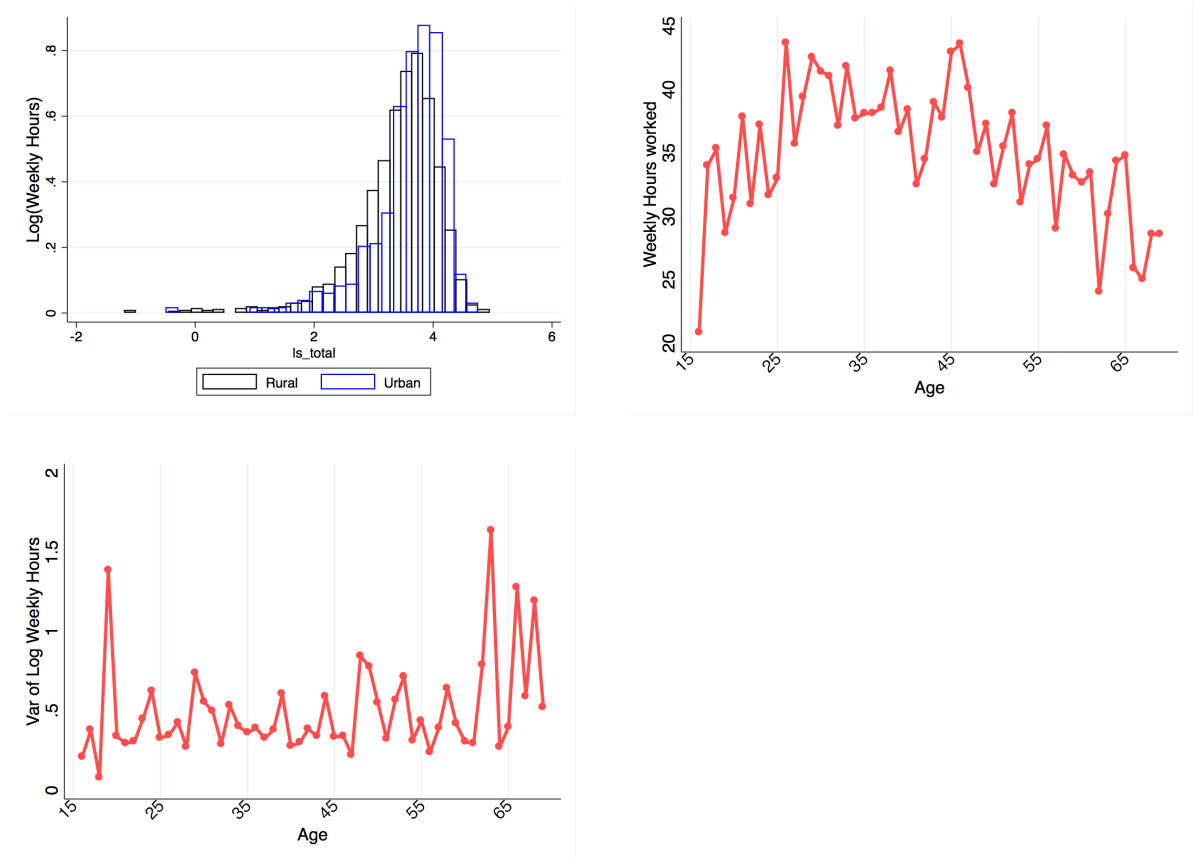 Log(Weekly Hours)
.8
.6
.4
.2
0
-2 0 2 4 6
ls_total
Rural Urban
Weekly Hours worked
45
40
35
30
25
20
15 25 35 45 55 65
Age
Var of Log Weekly Hours
2
1.5
1
.5
0
15 25 35 45 55 65
Age